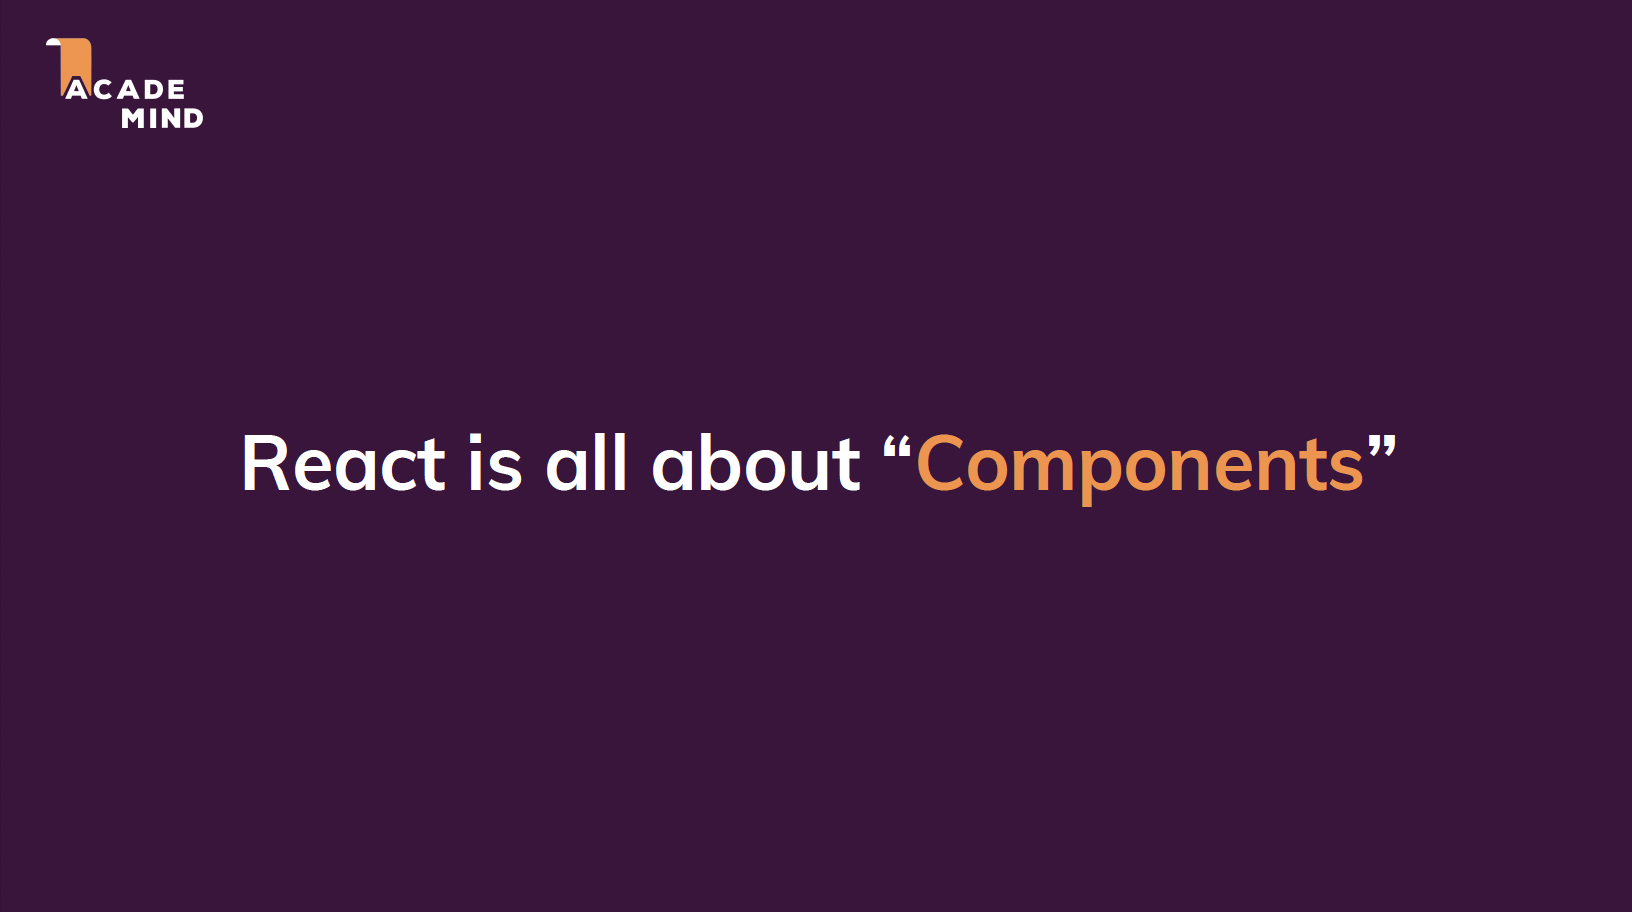 ACADE
MIND
React is all about “Components”